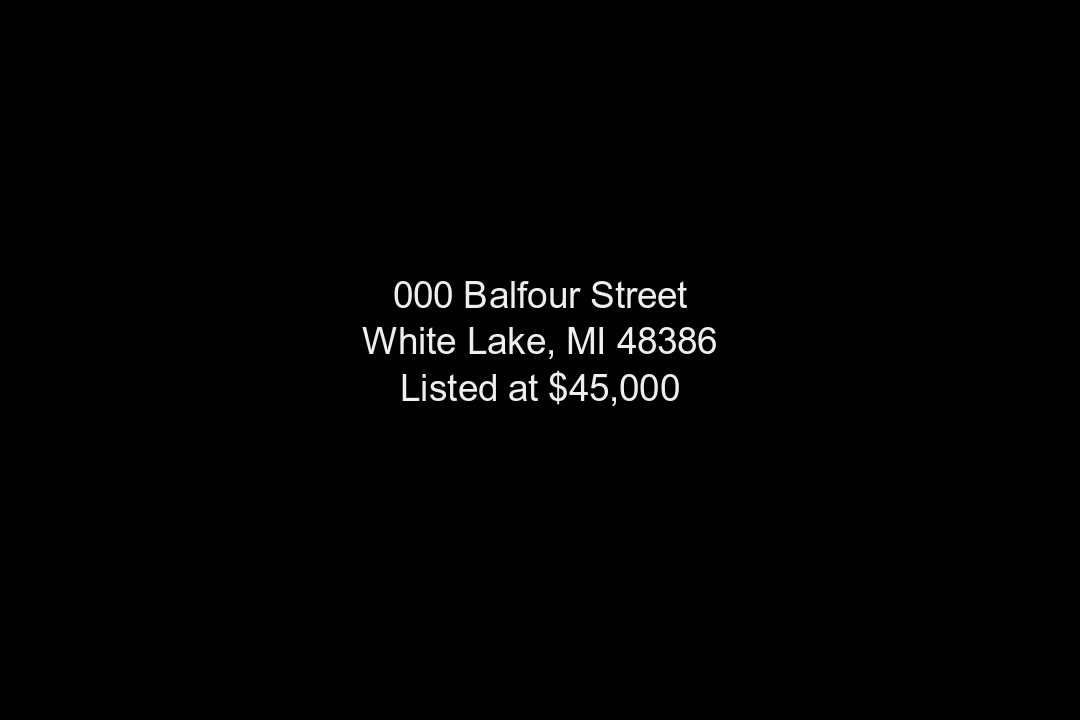 000 Balfour Street
White Lake, MI 48386
Listed at $45,000